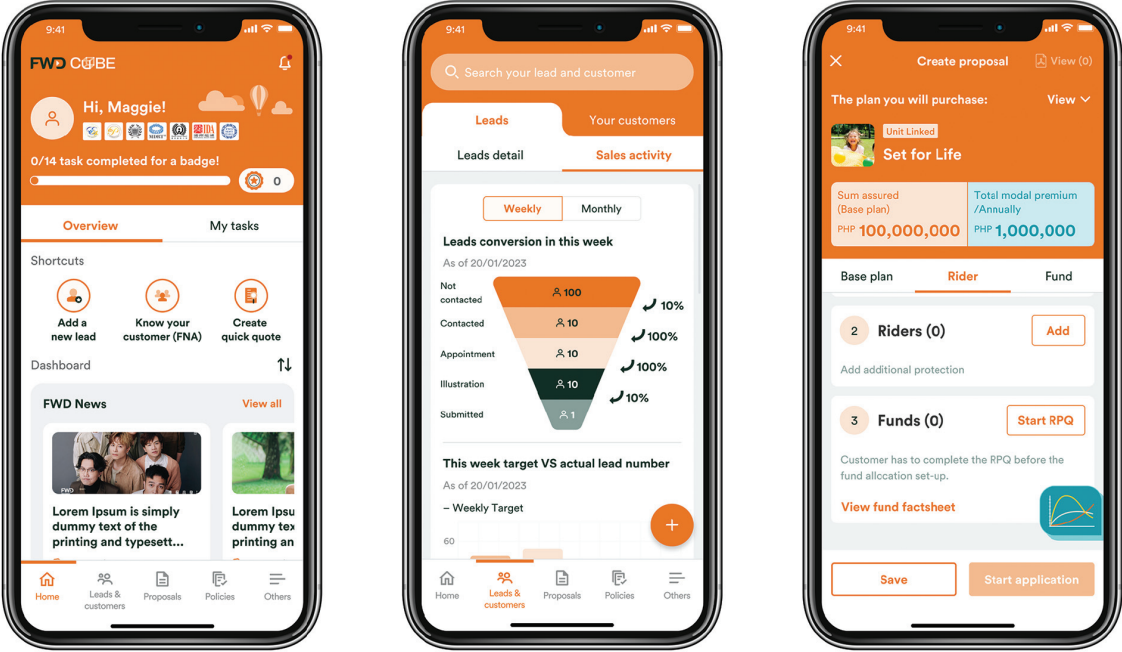 9:41
FWD CUBE
Hi, Maggie!
0/14 task completed for a badge!
0
Overview
My tasks
Shortcuts
Add a
new lead
Know your
customer (FNA)
Create
quick quote
Dashboard
FWD News
View all
FWD
Lorem Ipsum is simply
dummy text of the
printing and typesett...
Lorem Ipsu
dummy tex
printing an
Home
Leads &
customers
Proposals
Policies
Others
9:41
Search your lead and customer
Leads
Your customers
Leads detail
Sales activity
Weekly
Monthly
Leads conversion in this week
As of 20/01/2023
Not
contacted
100
10%
Contacted
10
100%
Appointment
10
100%
Illustration
10
10%
Submitted
1
This week target VS actual lead number
As of 20/01/2023
– Weekly Target
60
+
Home
Leads &
customers
Proposals
Policies
Others
9:41
Create proposal
View (0)
The plan you will purchase:
View
Unit Linked
Set for Life
Sum assured
(Base plan)
PHP 100,000,000
Total modal premium
/Annually
PHP 1,000,000
Base plan
Rider
Fund
2
Riders (0)
Add
Add additional protection
3
Funds (0)
Start RPQ
Customer has to complete the RPQ before the
fund allocation set-up.
View fund factsheet
Save
Start application